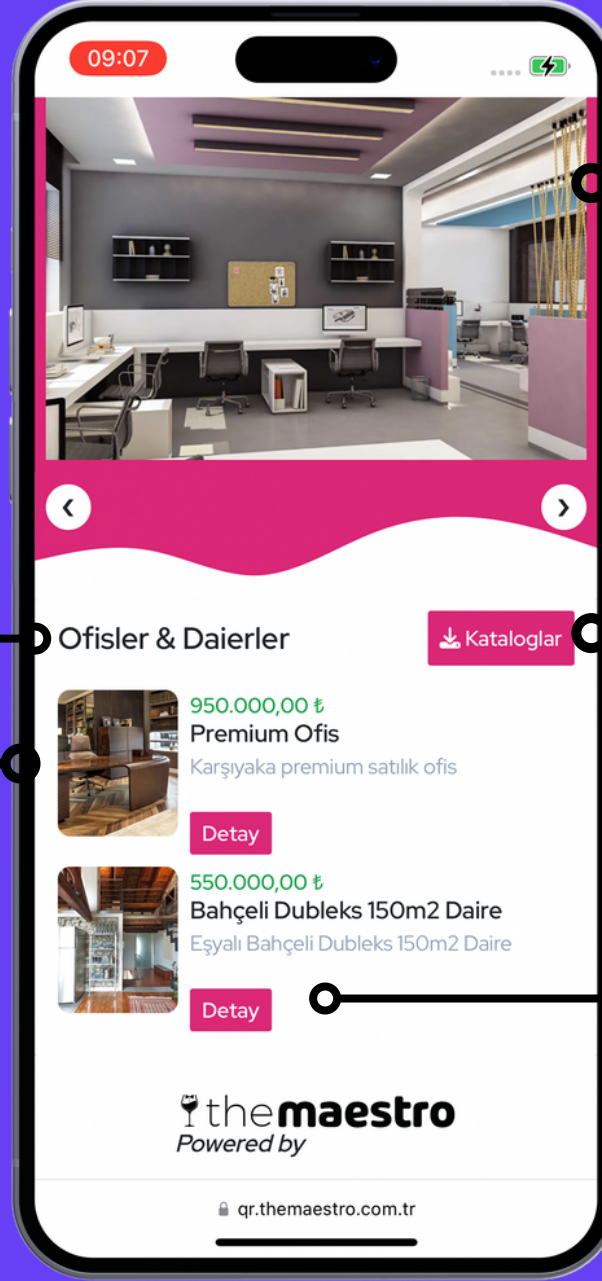 09:07
Ofisler & Daierler
Kataloglar
950.000,00 ₺
Premium Ofis
Karşıyaka premium satılık ofis
Detay
550.000,00 ₺
Bahçeli Dubleks 150m2 Daire
Eşyalı Bahçeli Dubleks 150m2 Daire
Detay
themaestro
Powered by
qr.themaestro.com.tr